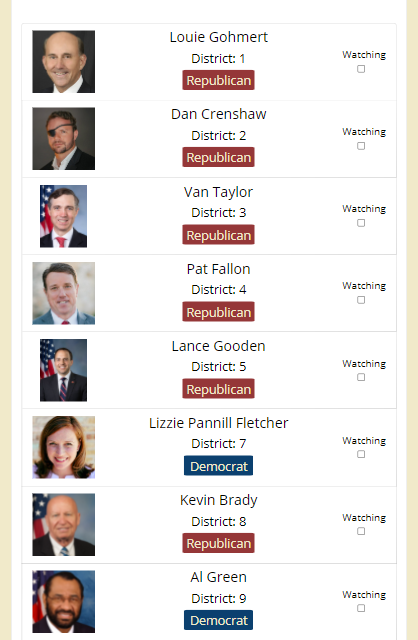 Louie Gohmert
District: 1
Republican
Watching
Dan Crenshaw
District: 2
Republican
Watching
Van Taylor
District: 3
Republican
Watching
Pat Fallon
District: 4
Republican
Watching
Lance Gooden
District: 5
Republican
Watching
Lizzie Pannill Fletcher
District: 7
Democrat
Watching
Kevin Brady
District: 8
Republican
Watching
Al Green
District: 9
Democrat
Watching